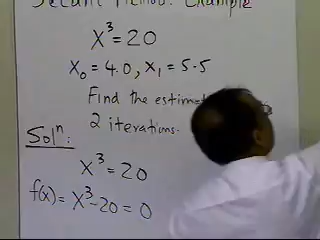 Secant Method: Example
x³=20
x₀ = 4.0, x₁ = 5.5
Find the
2 iterations.
Solⁿ:
x³ = 20
f(x) = x³-20 = 0